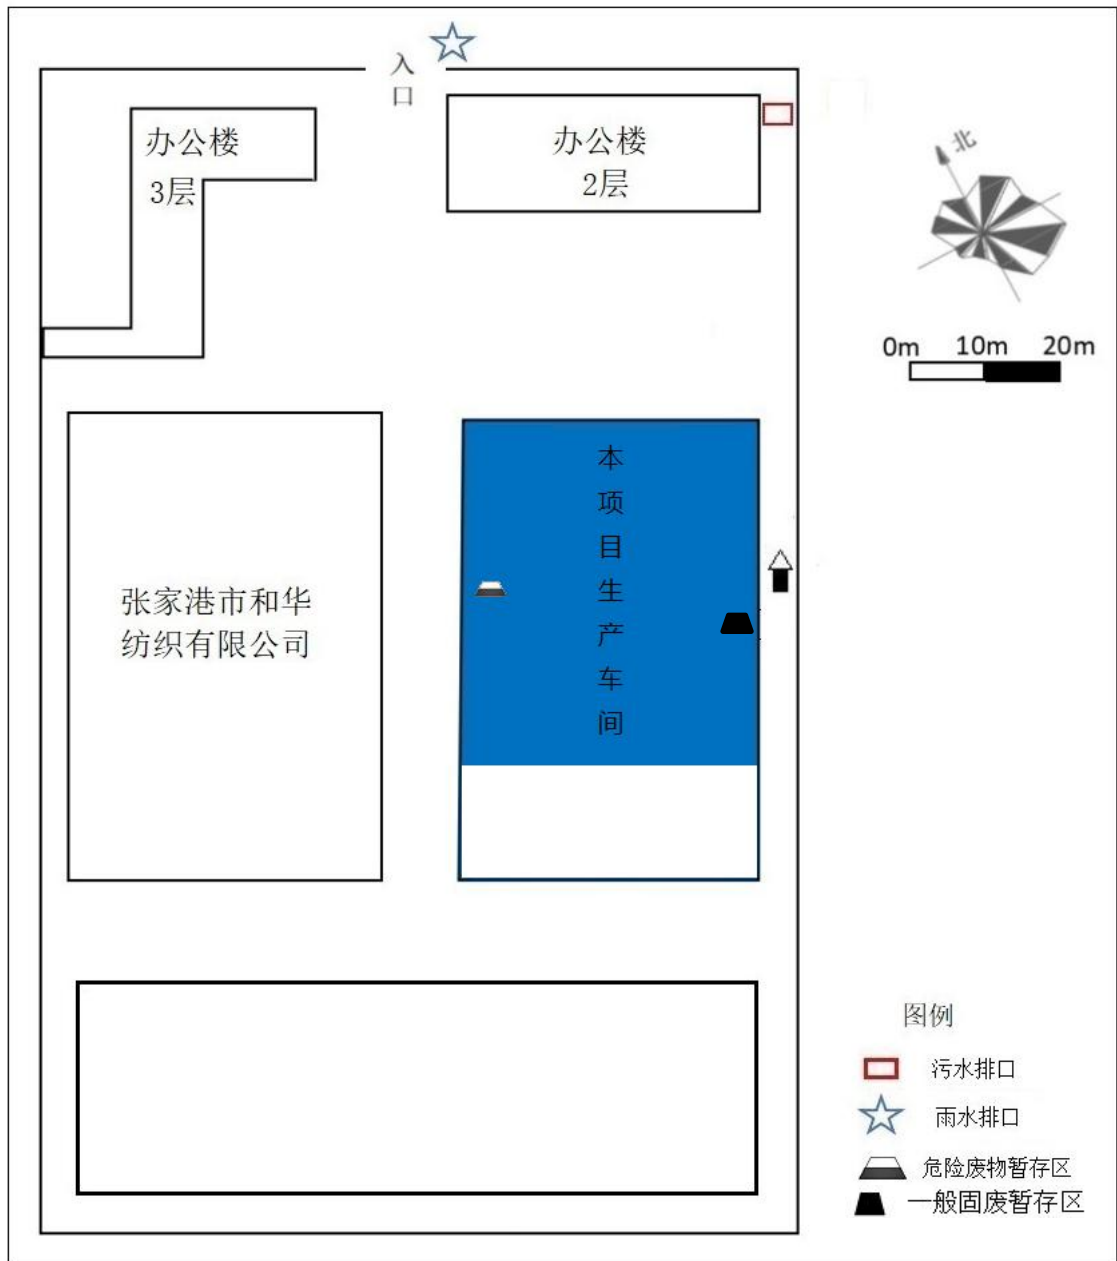 入
口
办公楼
3层
办公楼
2层
北
0m 10m 20m
本
项
目
生
产
车
间
张家港市和华
纺织有限公司
图例
污水排口
雨水排口
危险废物暂存区
一般固废暂存区